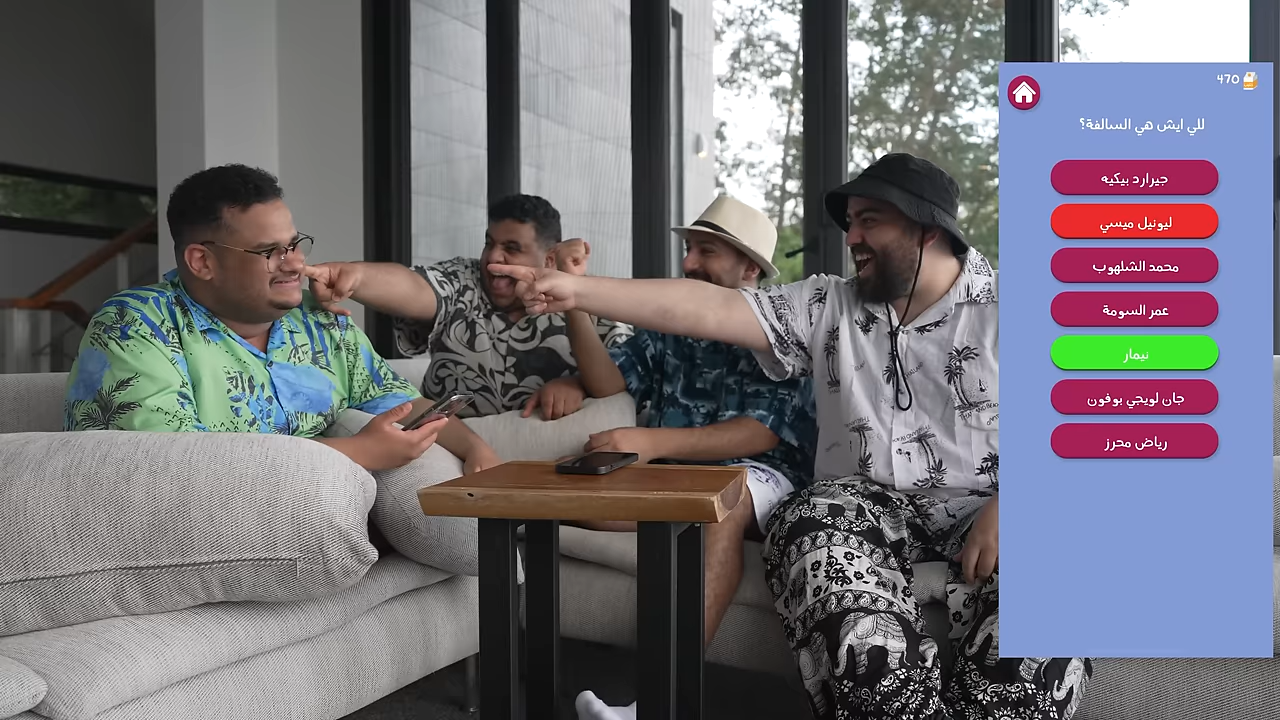 470
للي ايش هي السالفة؟
جيرارد بيكيه
ليونيل ميسي
محمد الشلهوب
عمر السومة
نيمار
جان لويجي بوفون
رياض محرز